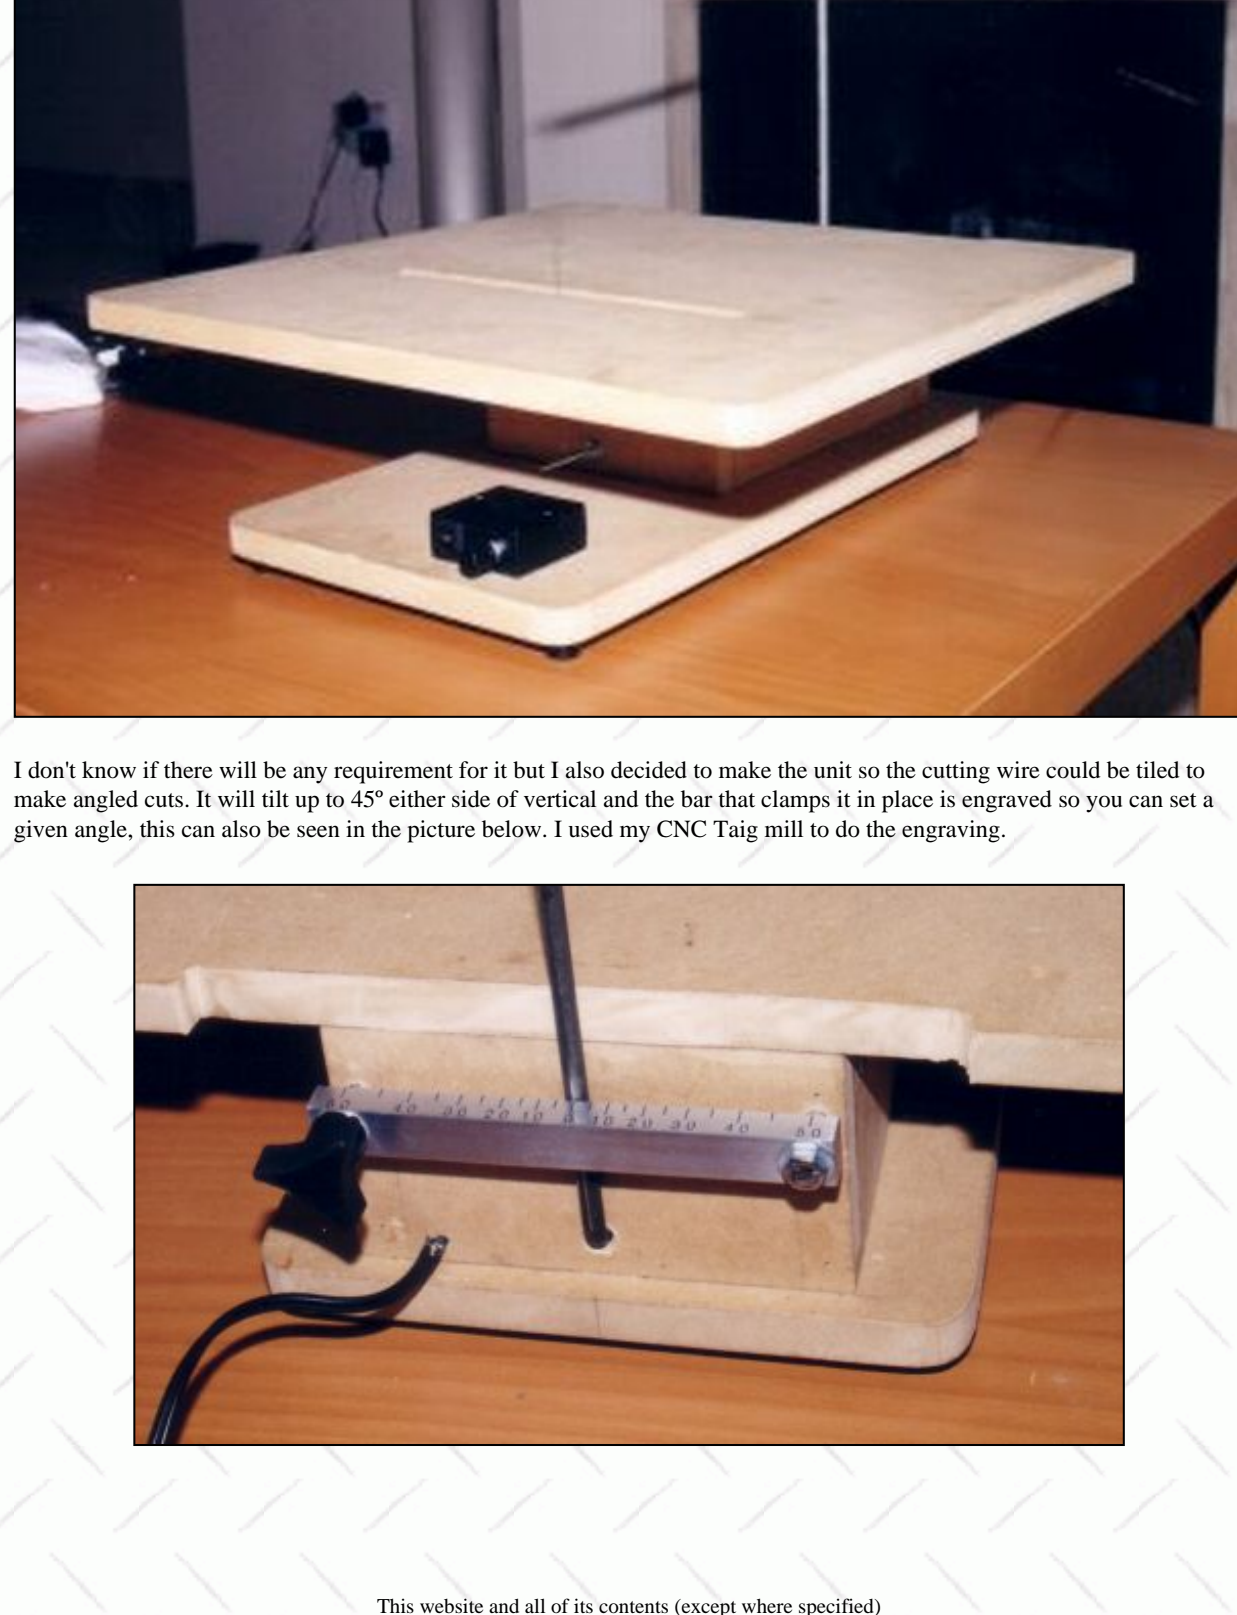 I don't know if there will be any requirement for it but I also decided to make the unit so the cutting wire could be tiled to
make angled cuts. It will tilt up to 45º either side of vertical and the bar that clamps it in place is engraved so you can set a
given angle, this can also be seen in the picture below. I used my CNC Taig mill to do the engraving.
50 40 30 20 10 0 10 20 30 40 50
This website and all of its contents (except where specified)